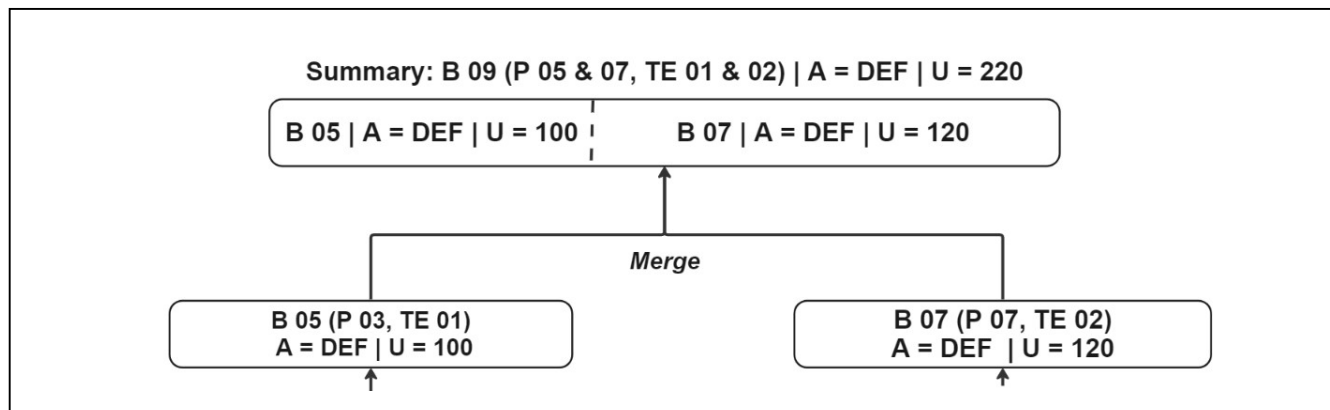 Summary: B 09 (P 05 & 07, TE 01 & 02) | A = DEF | U = 220
B 05 | A = DEF | U = 100
B 07 | A = DEF | U = 120
Merge
B 05 (P 03, TE 01)
A = DEF | U = 100
B 07 (P 07, TE 02)
A = DEF | U = 120